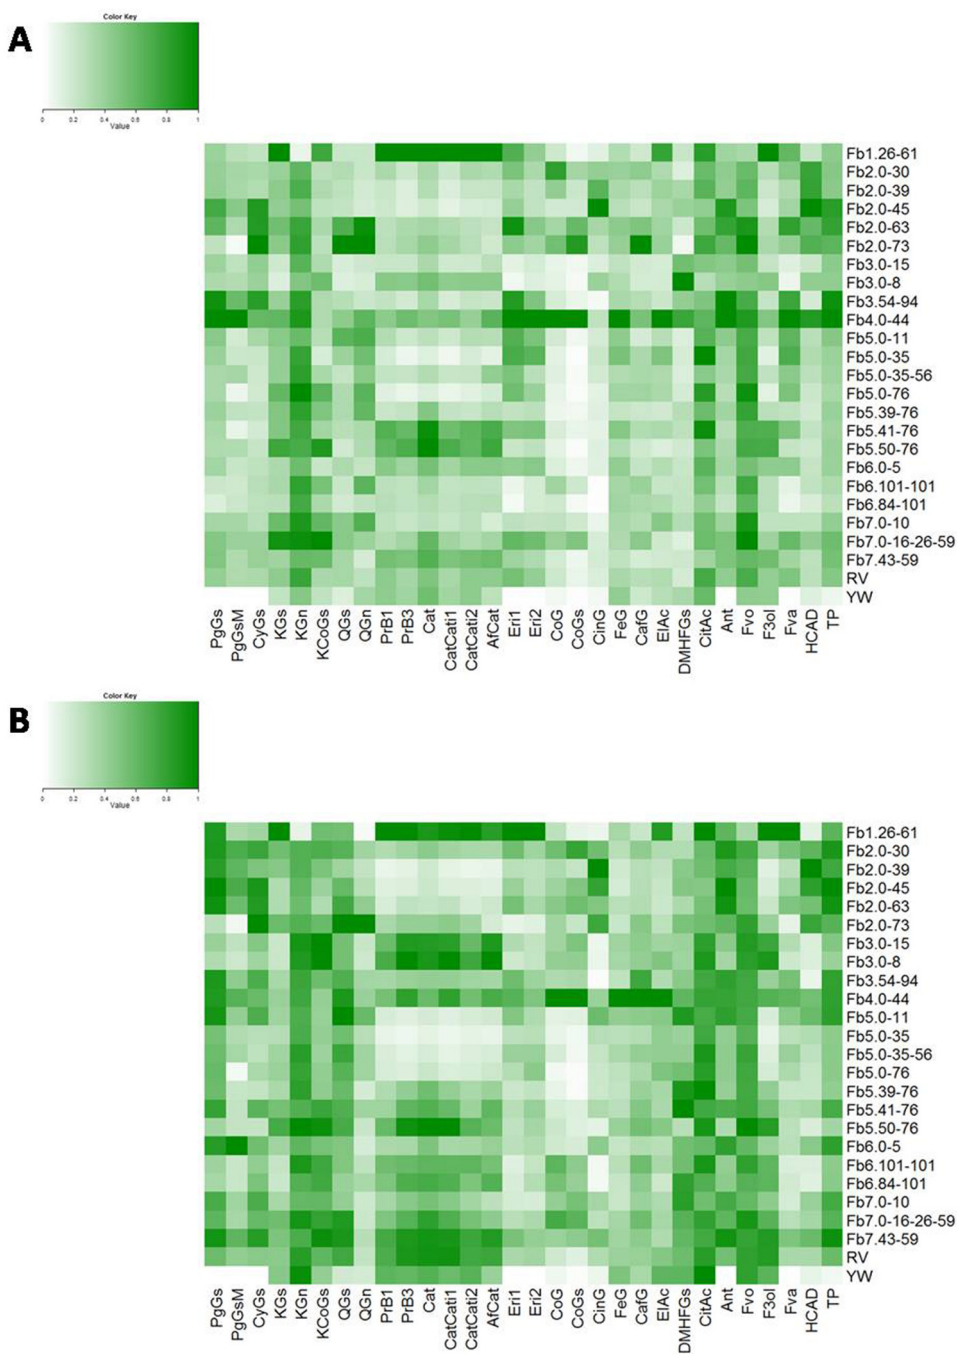 A
Color Key
0 0.2 0.4 0.6 0.8 1
Value
Fb1.26-61
Fb2.0-30
Fb2.0-39
Fb2.0-45
Fb2.0-63
Fb2.0-73
Fb3.0-15
Fb3.0-8
Fb3.54-94
Fb4.0-44
Fb5.0-11
Fb5.0-35
Fb5.0-35-56
Fb5.0-76
Fb5.39-76
Fb5.41-76
Fb5.50-76
Fb6.0-5
Fb6.101-101
Fb6.84-101
Fb7.0-10
Fb7.0-16-26-59
Fb7.43-59
RV
YW
PgGs PgGsM CyGs KGs KGn KCoGs QGs QGn PrB1 PrB3 Cat CatCati1 CatCati2 AfCat Eri1 Eri2 CoG CoGs CinG FeG CafG ElAc DMHFGs CitAc Ant Fvo F3ol Fva HCAD TP
B
Color Key
0 0.2 0.4 0.6 0.8 1
Value
Fb1.26-61
Fb2.0-30
Fb2.0-39
Fb2.0-45
Fb2.0-63
Fb2.0-73
Fb3.0-15
Fb3.0-8
Fb3.54-94
Fb4.0-44
Fb5.0-11
Fb5.0-35
Fb5.0-35-56
Fb5.0-76
Fb5.39-76
Fb5.41-76
Fb5.50-76
Fb6.0-5
Fb6.101-101
Fb6.84-101
Fb7.0-10
Fb7.0-16-26-59
Fb7.43-59
RV
YW
PgGs PgGsM CyGs KGs KGn KCoGs QGs QGn PrB1 PrB3 Cat CatCati1 CatCati2 AfCat Eri1 Eri2 CoG CoGs CinG FeG CafG ElAc DMHFGs CitAc Ant Fvo F3ol Fva HCAD TP